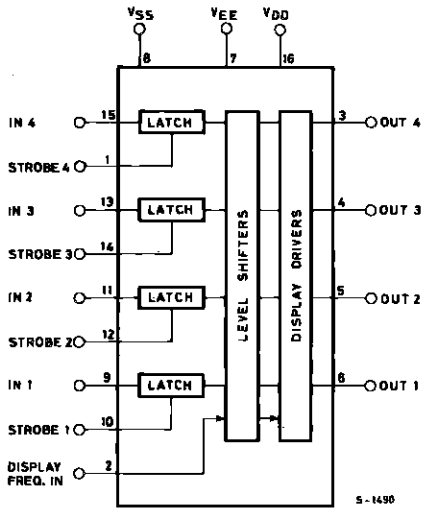 VSS VEE VDD
8 7 16
IN 4 15 LATCH 3 OUT 4
STROBE 4 1
IN 3 13 LATCH 4 OUT 3
STROBE 3 14
IN 2 11 LATCH 5 OUT 2
STROBE 2 12
IN 1 9 LATCH 6 OUT 1
STROBE 1 10
DISPLAY
FREQ. IN 2
LEVEL SHIFTERS
DISPLAY DRIVERS
S-1490